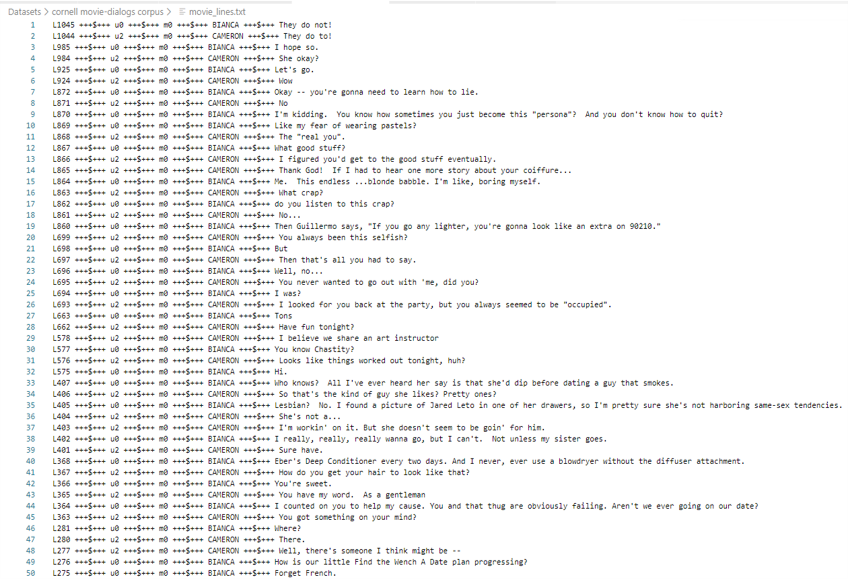 Datasets > cornell movie-dialogs corpus > movie_lines.txt
1 L1045 +++$+++ u0 +++$+++ m0 +++$+++ BIANCA +++$+++ They do not!
2 L1044 +++$+++ u2 +++$+++ m0 +++$+++ CAMERON +++$+++ They do to!
3 L985 +++$+++ u0 +++$+++ m0 +++$+++ BIANCA +++$+++ I hope so.
4 L984 +++$+++ u2 +++$+++ m0 +++$+++ CAMERON +++$+++ She okay?
5 L925 +++$+++ u0 +++$+++ m0 +++$+++ BIANCA +++$+++ Let's go.
6 L924 +++$+++ u2 +++$+++ m0 +++$+++ CAMERON +++$+++ Wow
7 L872 +++$+++ u0 +++$+++ m0 +++$+++ BIANCA +++$+++ Okay -- you're gonna need to learn how to lie.
8 L871 +++$+++ u2 +++$+++ m0 +++$+++ CAMERON +++$+++ No
9 L870 +++$+++ u0 +++$+++ m0 +++$+++ BIANCA +++$+++ I'm kidding.  You know how sometimes you just become this "persona"?  And you don't know how to quit?
10 L869 +++$+++ u0 +++$+++ m0 +++$+++ BIANCA +++$+++ Like my fear of wearing pastels?
11 L868 +++$+++ u2 +++$+++ m0 +++$+++ CAMERON +++$+++ The "real you".
12 L867 +++$+++ u0 +++$+++ m0 +++$+++ BIANCA +++$+++ What good stuff?
13 L866 +++$+++ u2 +++$+++ m0 +++$+++ CAMERON +++$+++ I figured you'd get to the good stuff eventually.
14 L865 +++$+++ u2 +++$+++ m0 +++$+++ CAMERON +++$+++ Thank God!  If I had to hear one more story about your coiffure...
15 L864 +++$+++ u0 +++$+++ m0 +++$+++ BIANCA +++$+++ Me.  This endless ...blonde babble. I'm like, boring myself.
16 L863 +++$+++ u2 +++$+++ m0 +++$+++ CAMERON +++$+++ What crap?
17 L862 +++$+++ u0 +++$+++ m0 +++$+++ BIANCA +++$+++ do you listen to this crap?
18 L861 +++$+++ u2 +++$+++ m0 +++$+++ CAMERON +++$+++ No...
19 L860 +++$+++ u0 +++$+++ m0 +++$+++ BIANCA +++$+++ Then Guillermo says, "If you go any lighter, you're gonna look like an extra on 90210."
20 L699 +++$+++ u2 +++$+++ m0 +++$+++ CAMERON +++$+++ You always been this selfish?
21 L698 +++$+++ u0 +++$+++ m0 +++$+++ BIANCA +++$+++ But
22 L697 +++$+++ u2 +++$+++ m0 +++$+++ CAMERON +++$+++ Then that's all you had to say.
23 L696 +++$+++ u0 +++$+++ m0 +++$+++ BIANCA +++$+++ Well, no...
24 L695 +++$+++ u2 +++$+++ m0 +++$+++ CAMERON +++$+++ You never wanted to go out with 'me, did you?
25 L694 +++$+++ u0 +++$+++ m0 +++$+++ BIANCA +++$+++ I was?
26 L693 +++$+++ u2 +++$+++ m0 +++$+++ CAMERON +++$+++ I looked for you back at the party, but you always seemed to be "occupied".
27 L663 +++$+++ u0 +++$+++ m0 +++$+++ BIANCA +++$+++ Tons
28 L662 +++$+++ u2 +++$+++ m0 +++$+++ CAMERON +++$+++ Have fun tonight?
29 L578 +++$+++ u2 +++$+++ m0 +++$+++ CAMERON +++$+++ I believe we share an art instructor
30 L577 +++$+++ u0 +++$+++ m0 +++$+++ BIANCA +++$+++ You know Chastity?
31 L576 +++$+++ u2 +++$+++ m0 +++$+++ CAMERON +++$+++ Looks like things worked out tonight, huh?
32 L575 +++$+++ u0 +++$+++ m0 +++$+++ BIANCA +++$+++ Hi.
33 L407 +++$+++ u0 +++$+++ m0 +++$+++ BIANCA +++$+++ Who knows?  All I've ever heard her say is that she'd dip before dating a guy that smokes.
34 L406 +++$+++ u2 +++$+++ m0 +++$+++ CAMERON +++$+++ So that's the kind of guy she likes? Pretty ones?
35 L405 +++$+++ u0 +++$+++ m0 +++$+++ BIANCA +++$+++ Lesbian?  No. I found a picture of Jared Leto in one of her drawers, so I'm pretty sure she's not harboring same-sex tendencies.
36 L404 +++$+++ u2 +++$+++ m0 +++$+++ CAMERON +++$+++ She's not a...
37 L403 +++$+++ u2 +++$+++ m0 +++$+++ CAMERON +++$+++ I'm workin' on it. But she doesn't seem to be goin' for him.
38 L402 +++$+++ u0 +++$+++ m0 +++$+++ BIANCA +++$+++ I really, really, really wanna go, but I can't.  Not unless my sister goes.
39 L401 +++$+++ u2 +++$+++ m0 +++$+++ CAMERON +++$+++ Sure have.
40 L368 +++$+++ u0 +++$+++ m0 +++$+++ BIANCA +++$+++ Eber's Deep Conditioner every two days. And I never, ever use a blowdryer without the diffuser attachment.
41 L367 +++$+++ u2 +++$+++ m0 +++$+++ CAMERON +++$+++ How do you get your hair to look like that?
42 L366 +++$+++ u0 +++$+++ m0 +++$+++ BIANCA +++$+++ You're sweet.
43 L365 +++$+++ u2 +++$+++ m0 +++$+++ CAMERON +++$+++ You have my word.  As a gentleman
44 L364 +++$+++ u0 +++$+++ m0 +++$+++ BIANCA +++$+++ I counted on you to help my cause. You and that thug are obviously failing. Aren't we ever going on our date?
45 L363 +++$+++ u2 +++$+++ m0 +++$+++ CAMERON +++$+++ You got something on your mind?
46 L281 +++$+++ u0 +++$+++ m0 +++$+++ BIANCA +++$+++ Where?
47 L280 +++$+++ u2 +++$+++ m0 +++$+++ CAMERON +++$+++ There.
48 L277 +++$+++ u2 +++$+++ m0 +++$+++ CAMERON +++$+++ Well, there's someone I think might be --
49 L276 +++$+++ u0 +++$+++ m0 +++$+++ BIANCA +++$+++ How is our little Find the Wench A Date plan progressing?
50 L275 +++$+++ u0 +++$+++ m0 +++$+++ BIANCA +++$+++ Forget French.